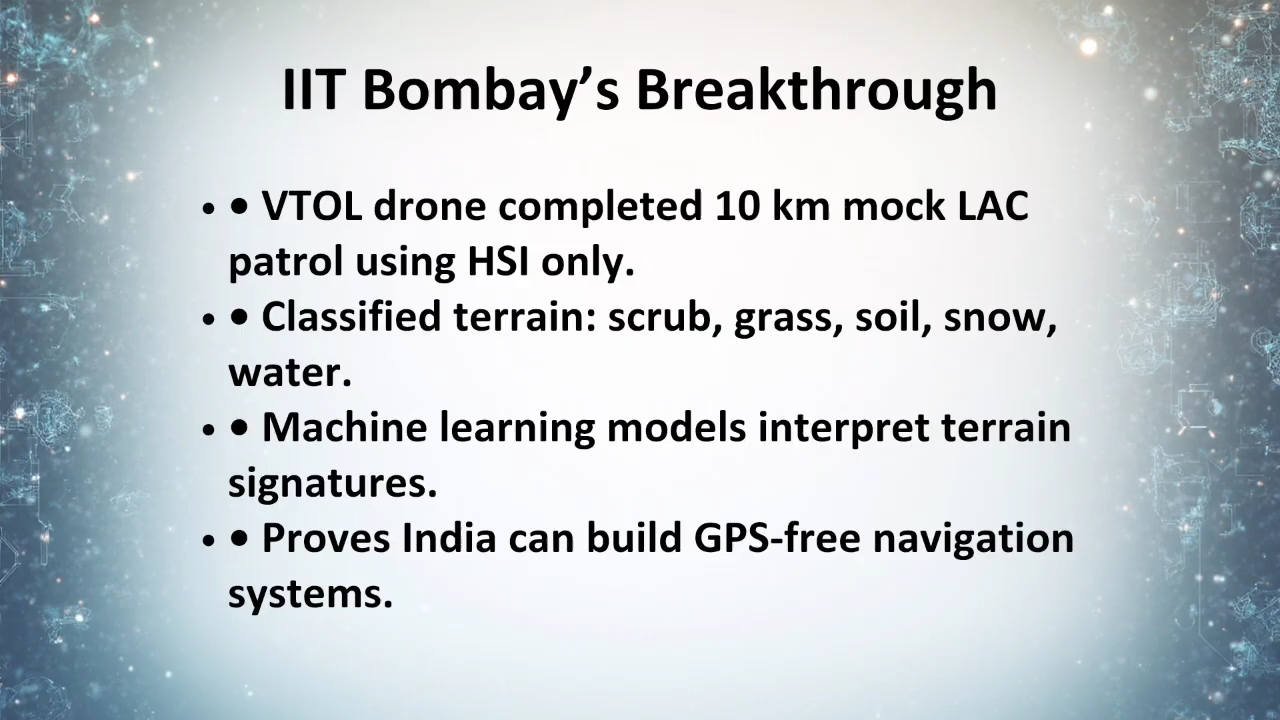 IIT Bombay’s Breakthrough
• • VTOL drone completed 10 km mock LAC
patrol using HSI only.
• • Classified terrain: scrub, grass, soil, snow,
water.
• • Machine learning models interpret terrain
signatures.
• • Proves India can build GPS-free navigation
systems.